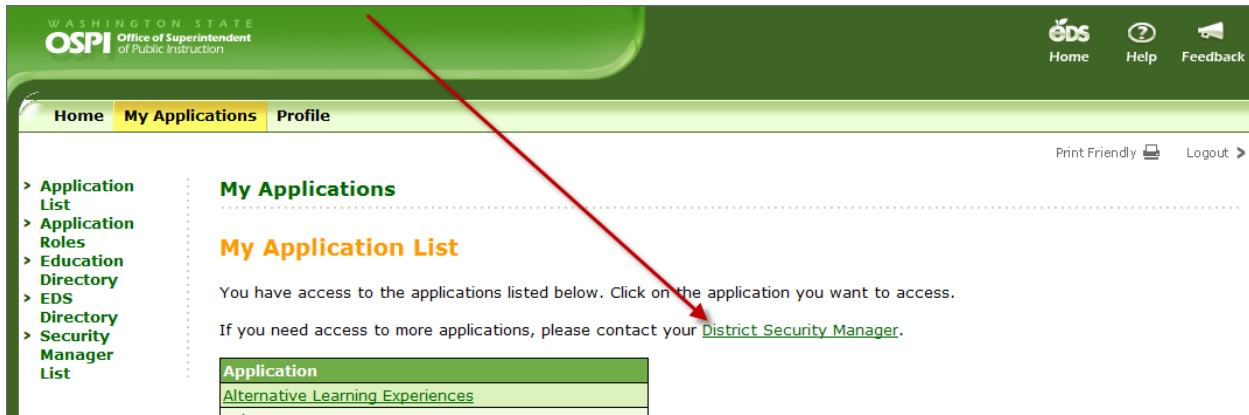 WASHINGTON STATE
OSPI Office of Superintendent
of Public Instruction
eDS
Home
Help
Feedback
Home My Applications Profile
Print Friendly Logout >
> Application
List
> Application
Roles
> Education
Directory
> EDS
Directory
> Security
Manager
List
My Applications
My Application List
You have access to the applications listed below. Click on the application you want to access.
If you need access to more applications, please contact your District Security Manager.
Application
Alternative Learning Experiences